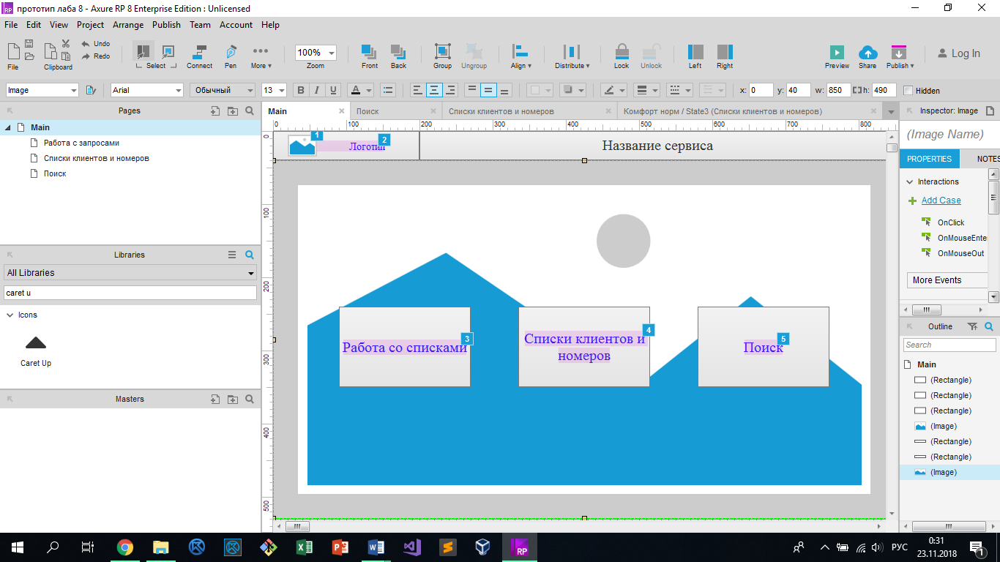 прототип лаба 8 - Axure RP 8 Enterprise Edition : Unlicensed
File Edit View Project Arrange Publish Team Account Help
Undo
Redo
100%
File Clipboard Select Connect Pen More Zoom Front Back Group Ungroup Align Distribute Lock Unlock Left Right Preview Share Publish Log In
Image Arial Обычный 13 B I U A x: 0 y: 40 w: 850 h: 490 Hidden
Pages
Main
Работа с запросами
Списки клиентов и номеров
Поиск
Libraries
All Libraries
caret u
Icons
Caret Up
Masters
Main Поиск Списки клиентов и номеров Комфорт норм / State3 (Списки клиентов и номеров)
0 100 200 300 400 500 600 700 800
0
100
200
300
400
500
1
2
Логотип
Название сервиса
3
Работа со списками
4
Списки клиентов и
номеров
5
Поиск
Inspector: Image
(Image Name)
PROPERTIES NOTES
Interactions
Add Case
OnClick
OnMouseEnte
OnMouseOut
More Events
Outline
Search
Main
(Rectangle)
(Rectangle)
(Rectangle)
(Image)
(Rectangle)
(Rectangle)
(Image)
RP
РУС
0:31
23.11.2018
1